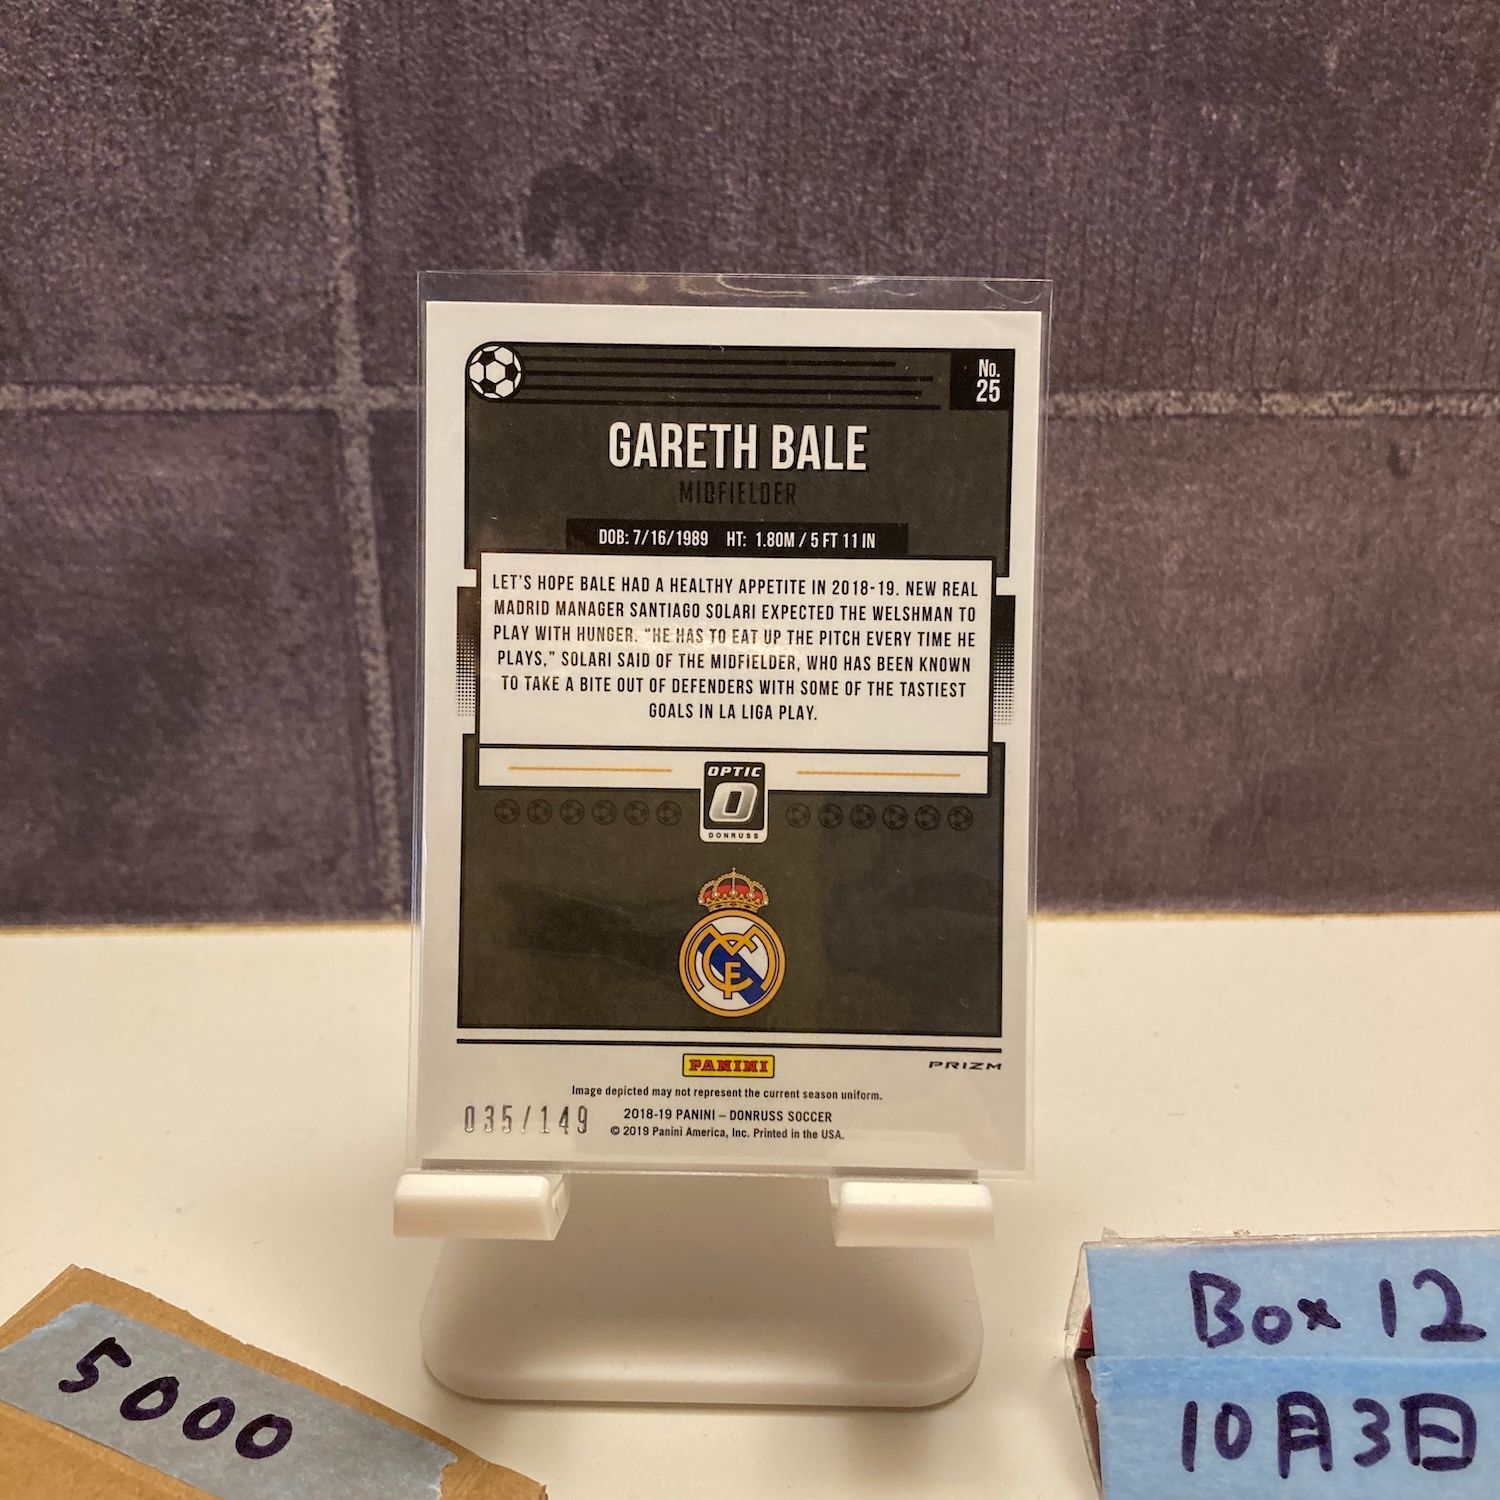 No.
25
GARETH BALE
MIDFIELDER
DOB: 7/16/1989 HT: 1.80M / 5 FT 11 IN
LET'S HOPE BALE HAD A HEALTHY APPETITE IN 2018-19. NEW REAL
MADRID MANAGER SANTIAGO SOLARI EXPECTED THE WELSHMAN TO
PLAY WITH HUNGER. "HE HAS TO EAT UP THE PITCH EVERY TIME HE
PLAYS," SOLARI SAID OF THE MIDFIELDER, WHO HAS BEEN KNOWN
TO TAKE A BITE OUT OF DEFENDERS WITH SOME OF THE TASTIEST
GOALS IN LA LIGA PLAY.
OPTIC
O
DONRUSS
PANINI
PRIZM
Image depicted may not represent the current season uniform.
035/149
2018-19 PANINI – DONRUSS SOCCER
© 2019 Panini America, Inc. Printed in the USA.
5000
Box 12
10月3日